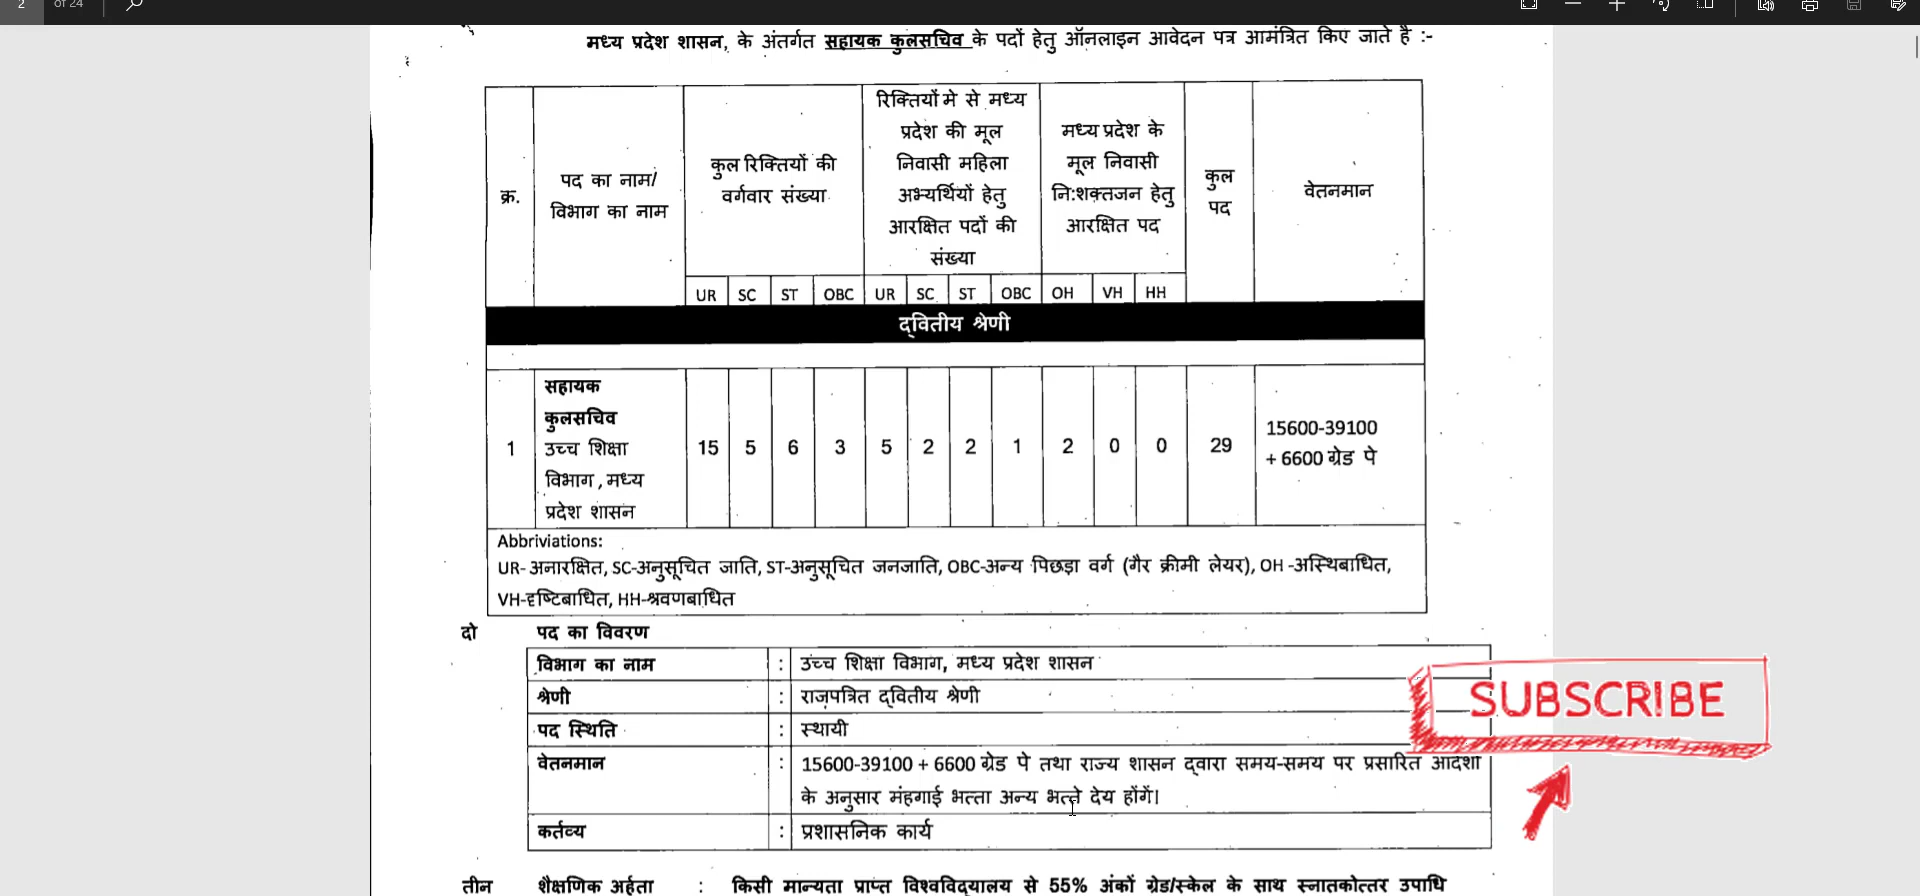 2 of 24
मध्य प्रदेश शासन, के अंतर्गत सहायक कुलसचिव के पदों हेतु ऑनलाइन आवेदन पत्र आमंत्रित किए जाते है :-
क्र.
पद का नाम/
विभाग का नाम
कुल रिक्तियों की
वर्गवार संख्या
रिक्तियों मे से मध्य
प्रदेश की मूल
निवासी महिला
अभ्यर्थियों हेतु
आरक्षित पदों की
संख्या
मध्य प्रदेश के
मूल निवासी
नि:शक्तजन हेतु
आरक्षित पद
कुल
पद
वेतनमान
UR SC ST OBC UR SC ST OBC OH VH HH
द्वितीय श्रेणी
1
सहायक
कुलसचिव
उच्च शिक्षा
विभाग, मध्य
प्रदेश शासन
15 5 6 3 5 2 2 1 2 0 0 29
15600-39100
+ 6600 ग्रेड पे
Abbriviations:
UR- अनारक्षित, SC-अनुसूचित जाति, ST-अनुसूचित जनजाति, OBC-अन्य पिछड़ा वर्ग (गैर क्रीमी लेयर), OH -अस्थिबाधित,
VH-दृष्टिबाधित, HH-श्रवणबाधित
दो पद का विवरण
विभाग का नाम : उच्च शिक्षा विभाग, मध्य प्रदेश शासन
श्रेणी : राजपत्रित द्वितीय श्रेणी
पद स्थिति : स्थायी
वेतनमान : 15600-39100 + 6600 ग्रेड पे तथा राज्य शासन द्वारा समय-समय पर प्रसारित आदेशों
के अनुसार मंहगाई भत्ता अन्य भत्ते देय होंगें।
कर्तव्य : प्रशासनिक कार्य
तीन शैक्षणिक अर्हता : किसी मान्यता प्राप्त विश्वविद्यालय से 55% अंकों ग्रेड/स्केल के साथ स्नातकोत्तर उपाधि
SUBSCRIBE